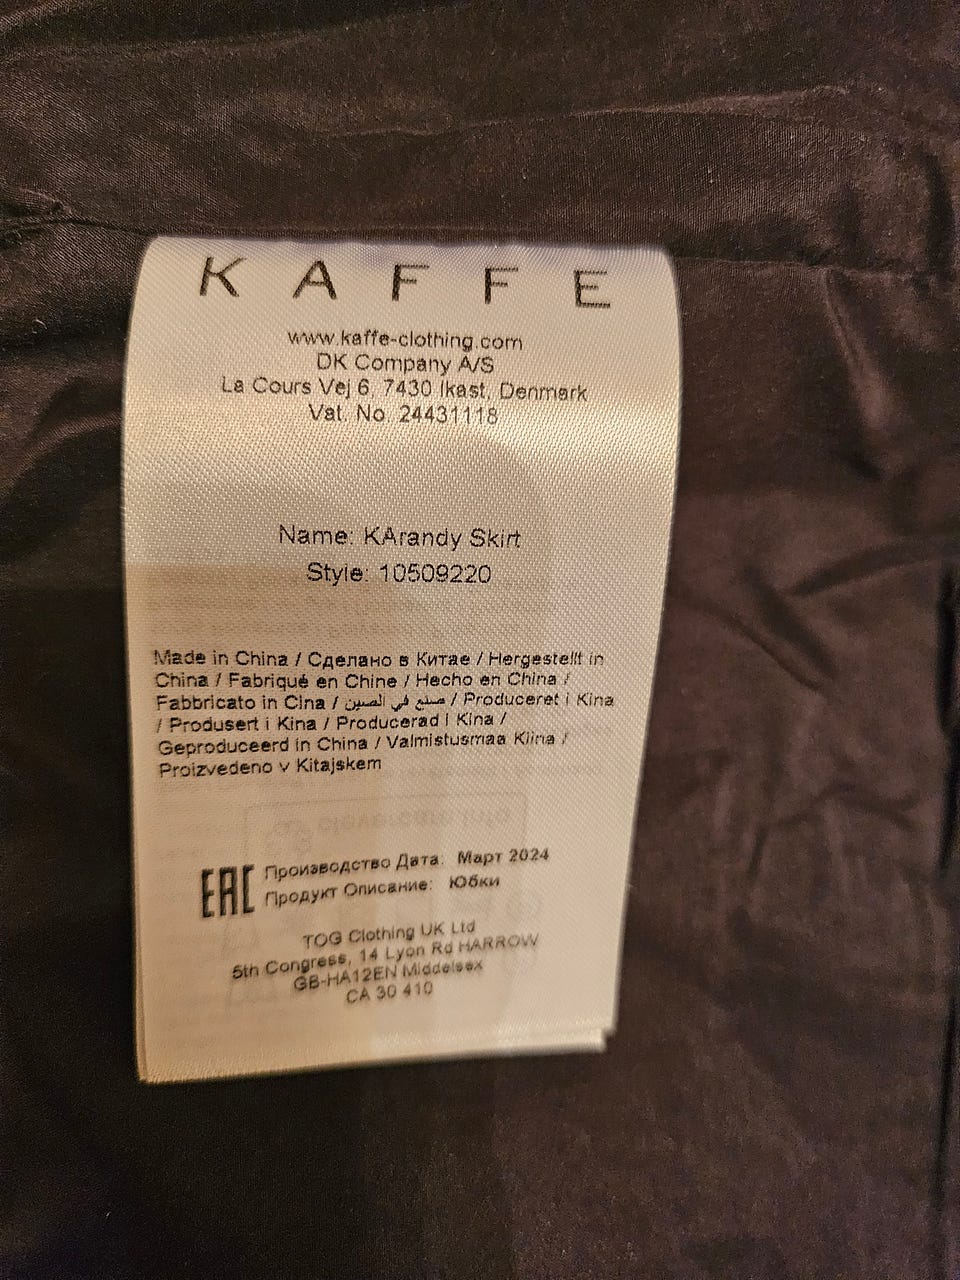 KAFFE
www.kaffe-clothing.com
DK Company A/S
La Cours Vej 6, 7430 Ikast, Denmark
Vat. No. 24431118
Name: KArandy Skirt
Style: 10509220
Made in China / Сделано в Китае / Hergestellt in
China / Fabriqué en Chine / Hecho en China /
Fabbricato in Cina / صنع في الصين / Produceret i Kina
/ Produsert i Kina / Producerad i Kina /
Geproduceerd in China / Valmistusmaa Kiina /
Proizvedeno v Kitajskem
EAC Производство Дата: Март 2024
Продукт Описание: Юбки
TOG Clothing UK Ltd
5th Congress, 14 Lyon Rd HARROW
GB-HA12EN Middelsex
CA 30 410